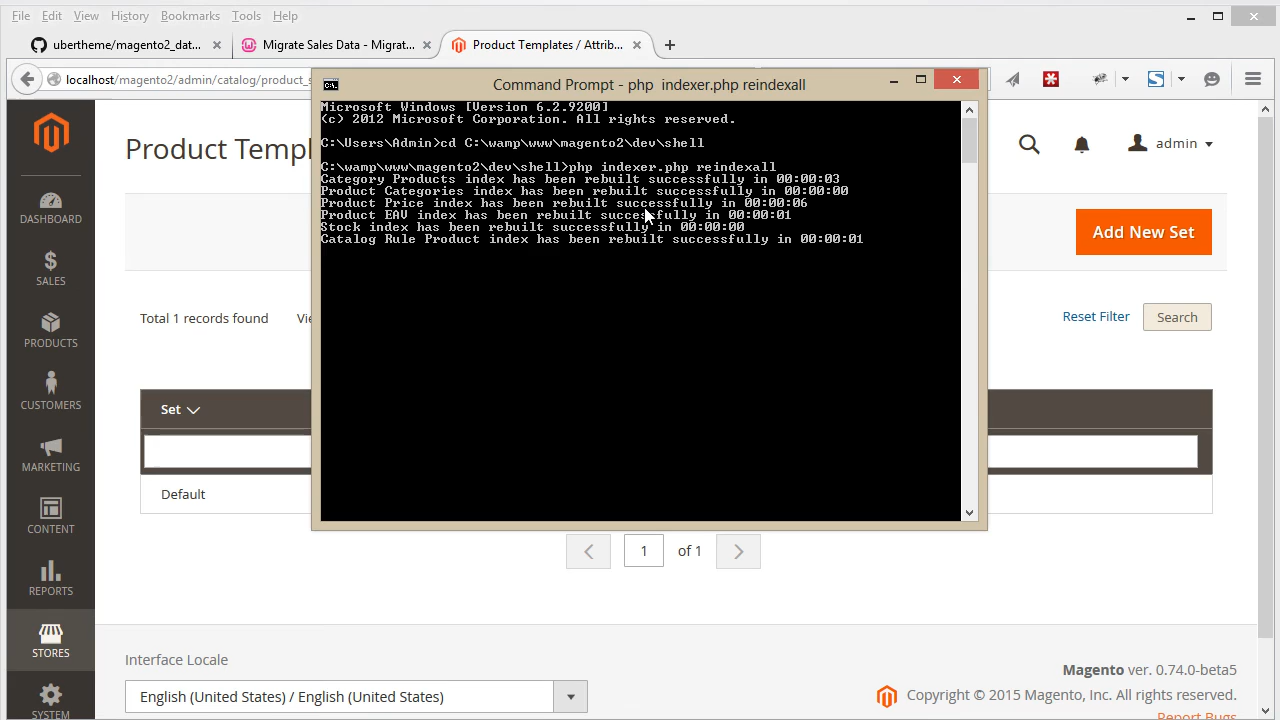 File Edit View History Bookmarks Tools Help
ubertheme/magento2_dat... Migrate Sales Data - Migrat... Product Templates / Attrib...
localhost/magento2/admin/catalog/product_s
Command Prompt - php indexer.php reindexall
Microsoft Windows [Version 6.2.9200]
(c) 2012 Microsoft Corporation. All rights reserved.
C:\Users\Admin>cd C:\wamp\www\magento2\dev\shell
C:\wamp\www\magento2\dev\shell>php indexer.php reindexall
Category Products index has been rebuilt successfully in 00:00:03
Product Categories index has been rebuilt successfully in 00:00:00
Product Price index has been rebuilt successfully in 00:00:06
Product EAV index has been rebuilt successfully in 00:00:01
Stock index has been rebuilt successfully in 00:00:00
Catalog Rule Product index has been rebuilt successfully in 00:00:01
Product Templ
admin
Add New Set
Total 1 records found
Reset Filter
Search
Set
Default
1 of 1
DASHBOARD
$
SALES
PRODUCTS
CUSTOMERS
MARKETING
CONTENT
REPORTS
STORES
SYSTEM
Interface Locale
English (United States) / English (United States)
Magento ver. 0.74.0-beta5
Copyright © 2015 Magento, Inc. All rights reserved.
Report Bugs